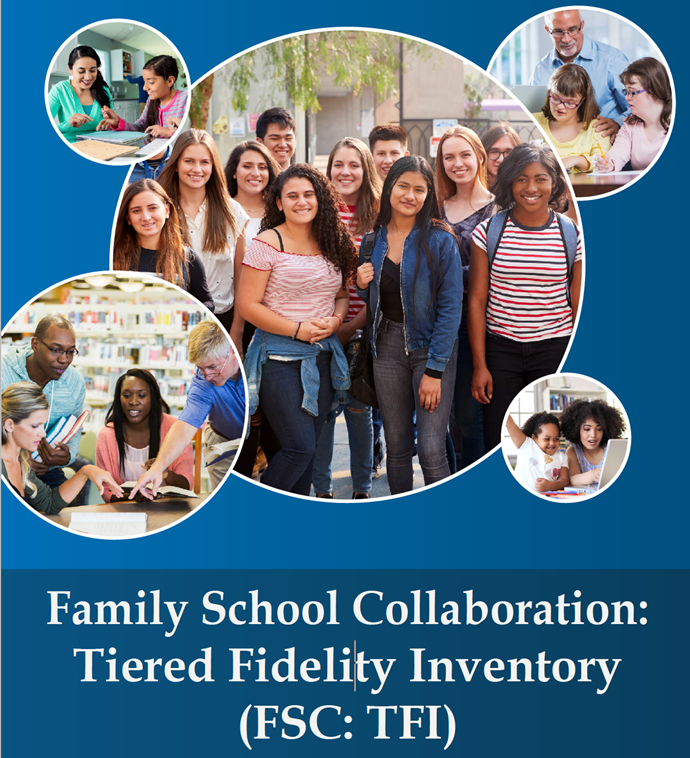 Family School Collaboration:
Tiered Fidelity Inventory
(FSC: TFI)